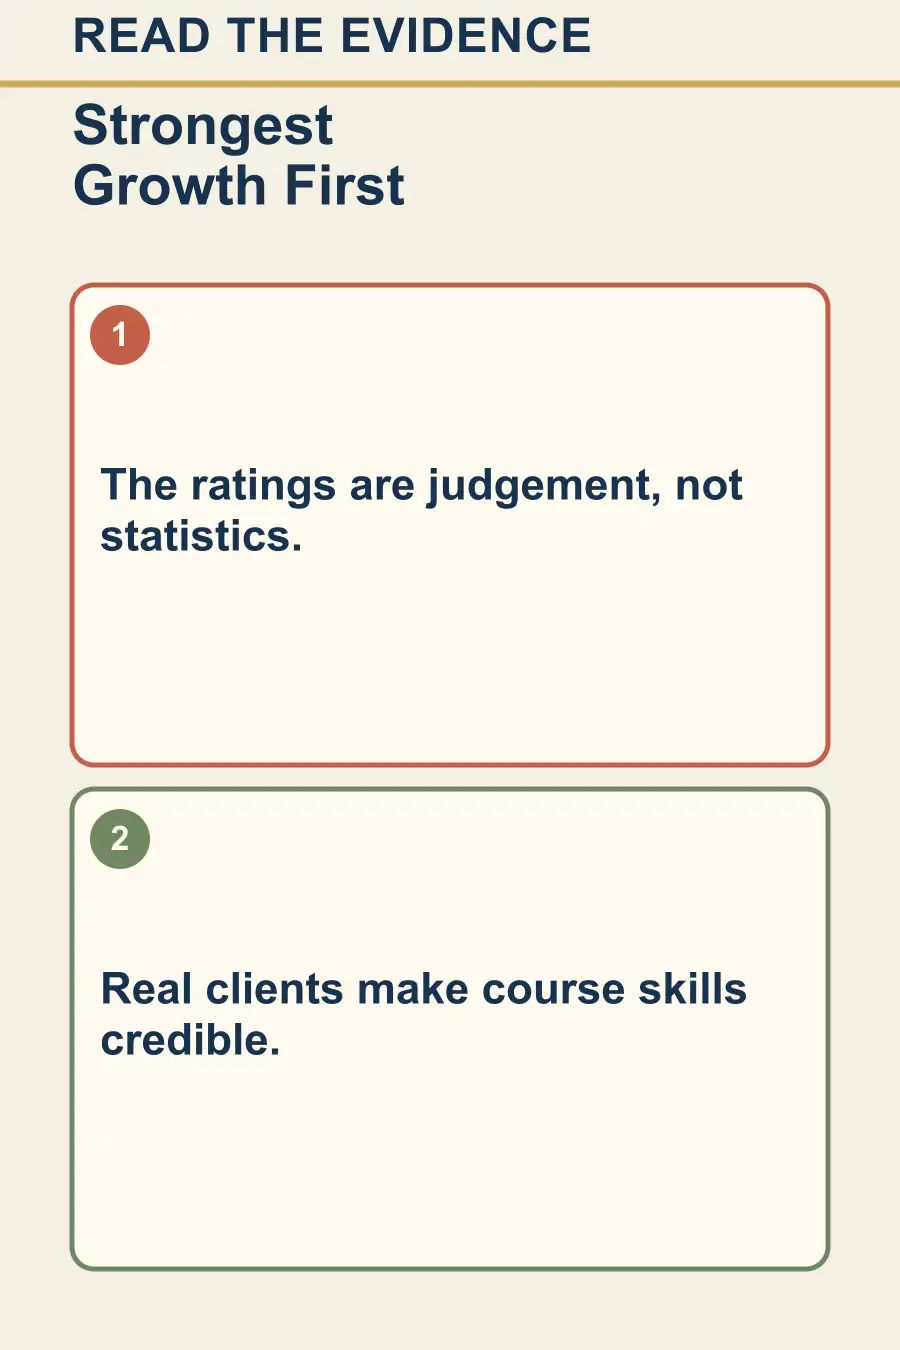 READ THE EVIDENCE
Strongest
Growth First
1
The ratings are judgement, not
statistics.
2
Real clients make course skills
credible.